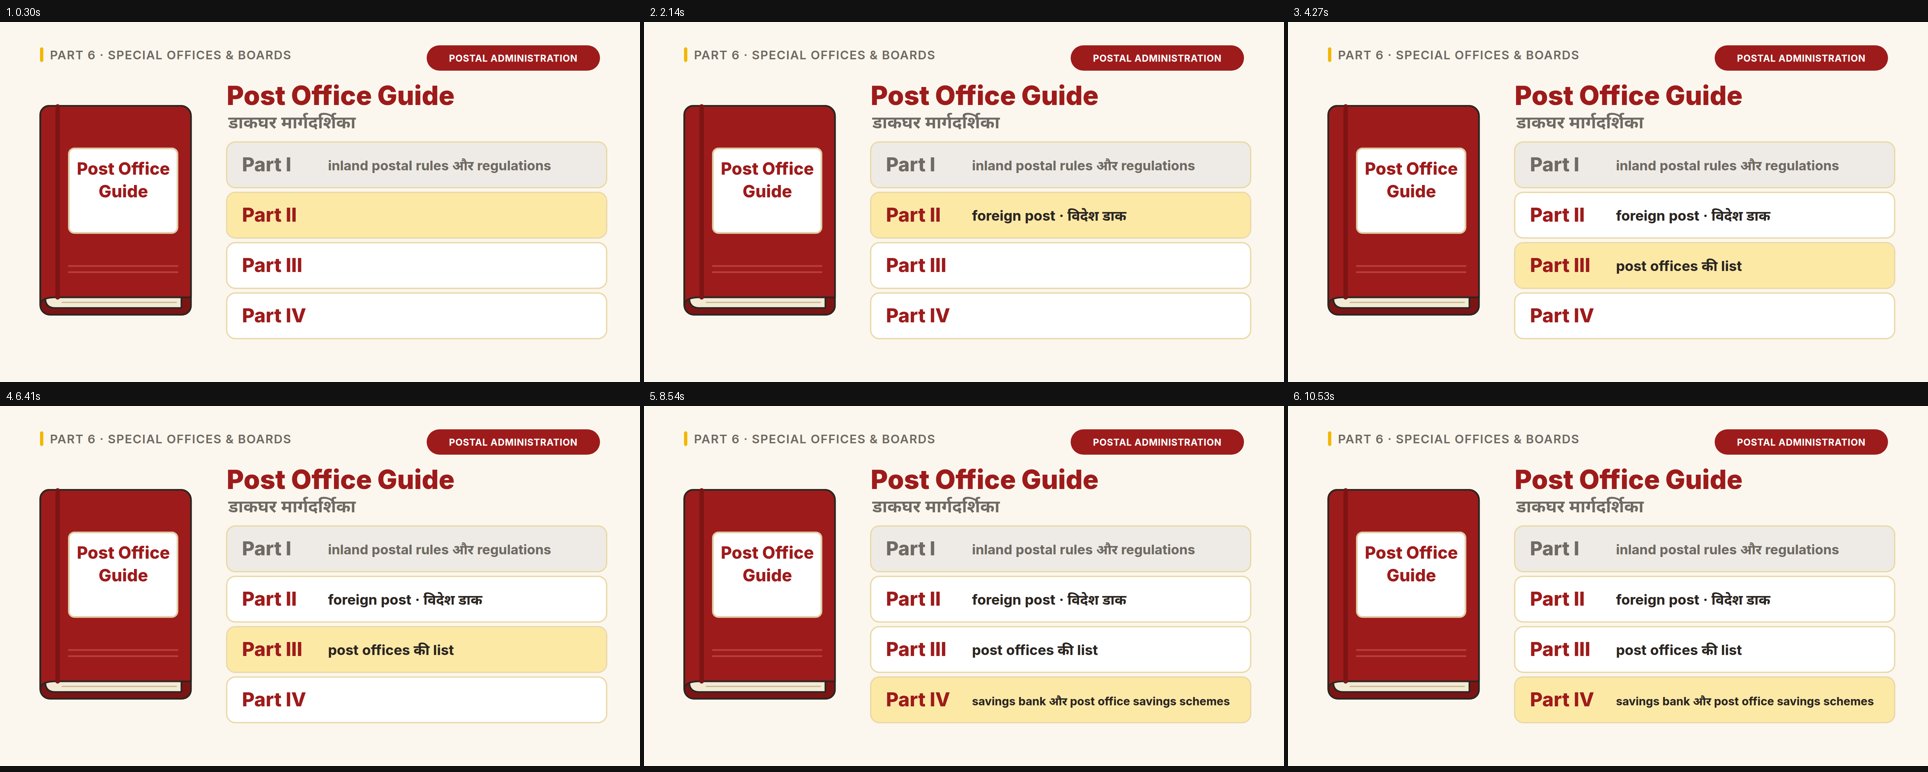 1. 0.30s
PART 6 · SPECIAL OFFICES & BOARDS
POSTAL ADMINISTRATION
Post Office Guide
डाकघर मार्गदर्शिका
Post Office
Guide
Part I inland postal rules और regulations
Part II
Part III
Part IV
2. 2.14s
PART 6 · SPECIAL OFFICES & BOARDS
POSTAL ADMINISTRATION
Post Office Guide
डाकघर मार्गदर्शिका
Post Office
Guide
Part I inland postal rules और regulations
Part II foreign post · विदेश डाक
Part III
Part IV
3. 4.27s
PART 6 · SPECIAL OFFICES & BOARDS
POSTAL ADMINISTRATION
Post Office Guide
डाकघर मार्गदर्शिका
Post Office
Guide
Part I inland postal rules और regulations
Part II foreign post · विदेश डाक
Part III post offices की list
Part IV
4. 6.41s
PART 6 · SPECIAL OFFICES & BOARDS
POSTAL ADMINISTRATION
Post Office Guide
डाकघर मार्गदर्शिका
Post Office
Guide
Part I inland postal rules और regulations
Part II foreign post · विदेश डाक
Part III post offices की list
Part IV
5. 8.54s
PART 6 · SPECIAL OFFICES & BOARDS
POSTAL ADMINISTRATION
Post Office Guide
डाकघर मार्गदर्शिका
Post Office
Guide
Part I inland postal rules और regulations
Part II foreign post · विदेश डाक
Part III post offices की list
Part IV savings bank और post office savings schemes
6. 10.53s
PART 6 · SPECIAL OFFICES & BOARDS
POSTAL ADMINISTRATION
Post Office Guide
डाकघर मार्गदर्शिका
Post Office
Guide
Part I inland postal rules और regulations
Part II foreign post · विदेश डाक
Part III post offices की list
Part IV savings bank और post office savings schemes